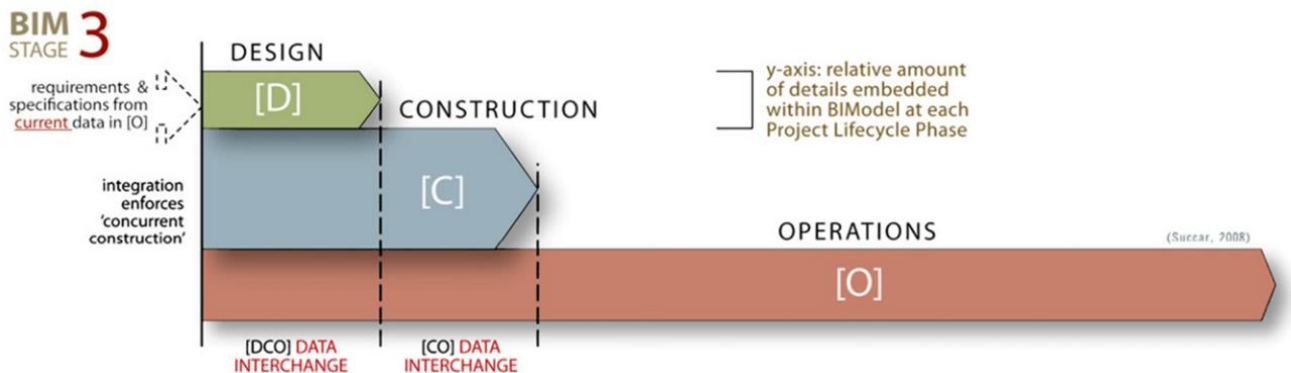 BIM
STAGE 3
requirements &
specifications from
current data in [O]
DESIGN
[D]
CONSTRUCTION
[C]
y-axis: relative amount
of details embedded
within BIModel at each
Project Lifecycle Phase
integration
enforces
'concurrent
construction'
OPERATIONS
(Succar, 2008)
[O]
[DCO] DATA
INTERCHANGE
[CO] DATA
INTERCHANGE